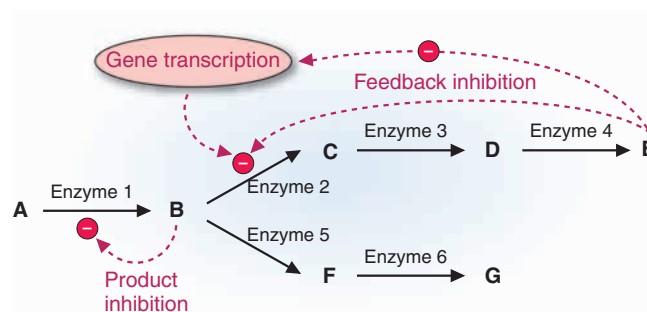 Gene transcription
−
Feedback inhibition
Enzyme 3
Enzyme 4
C
D
E
−
Enzyme 2
Enzyme 1
A
B
−
Enzyme 5
Product
inhibition
Enzyme 6
F
G